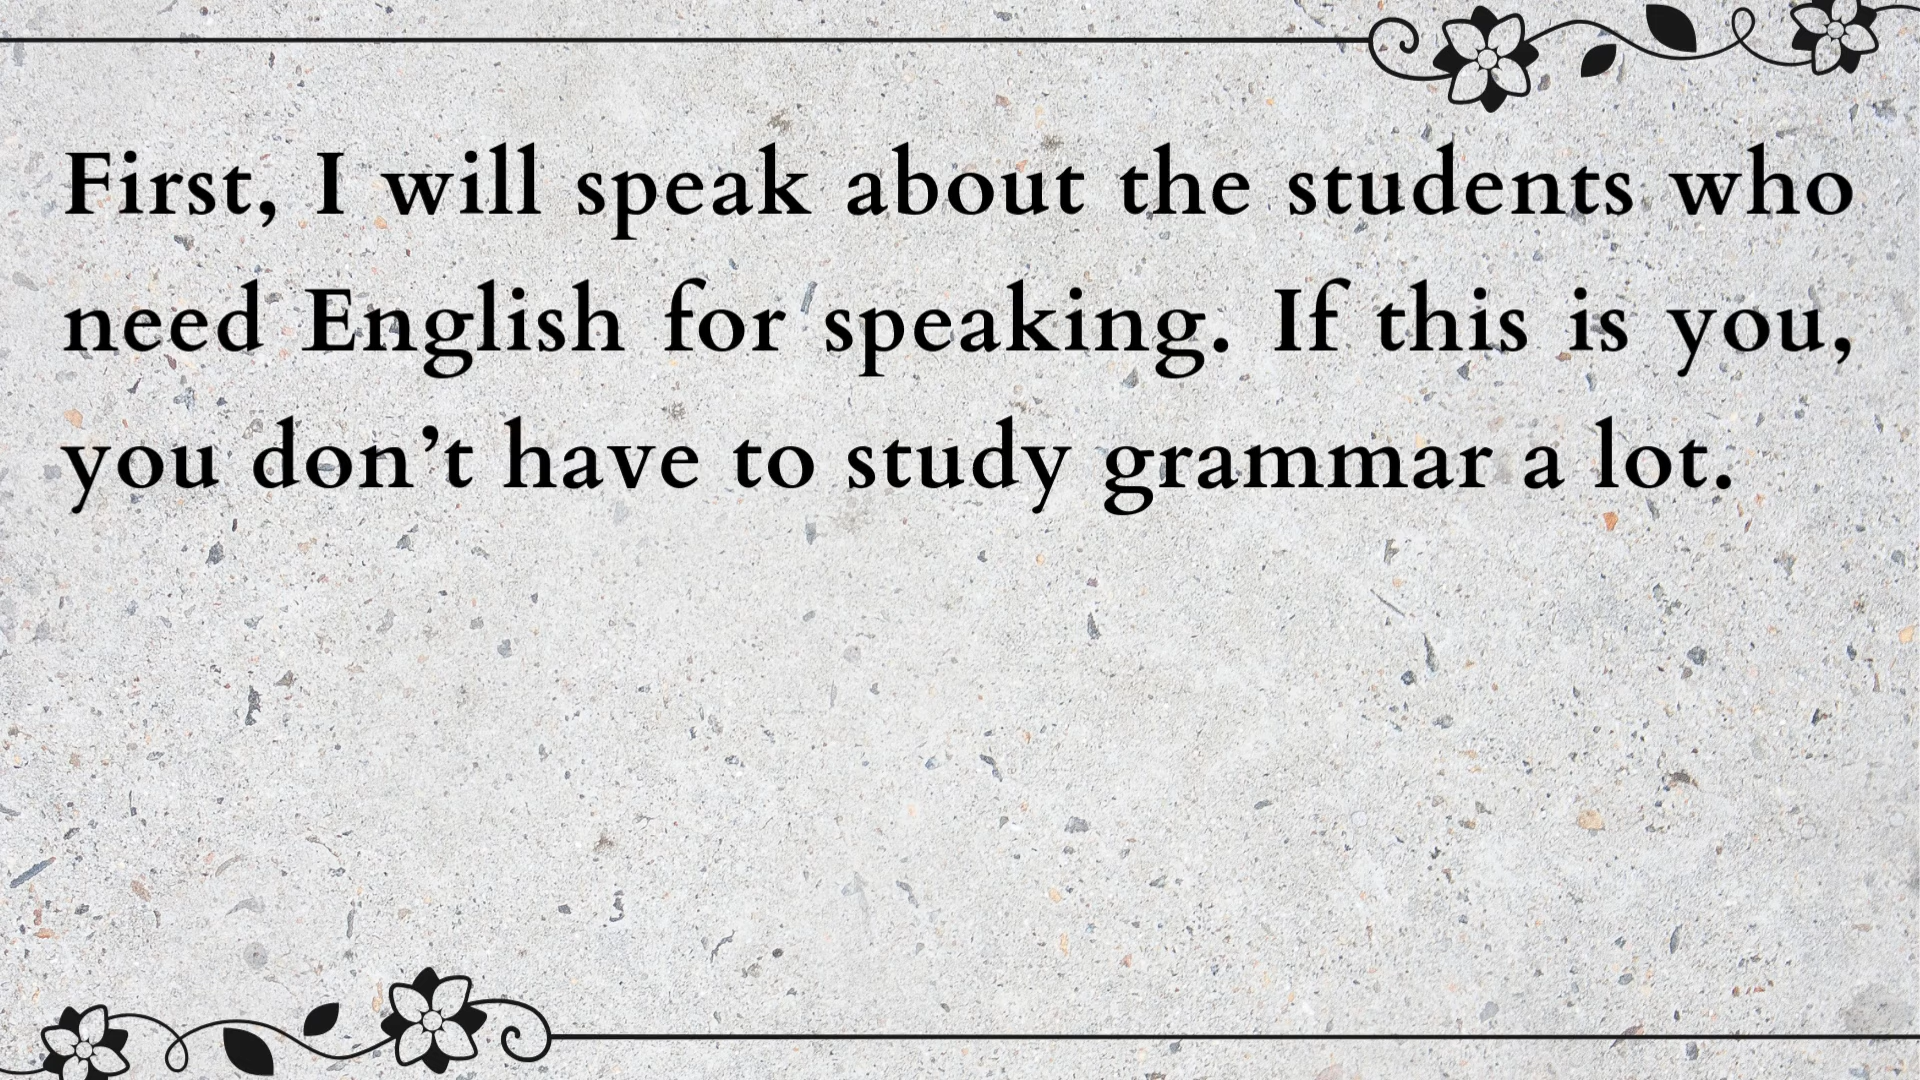 First, I will speak about the students who
need English for speaking. If this is you,
you don’t have to study grammar a lot.